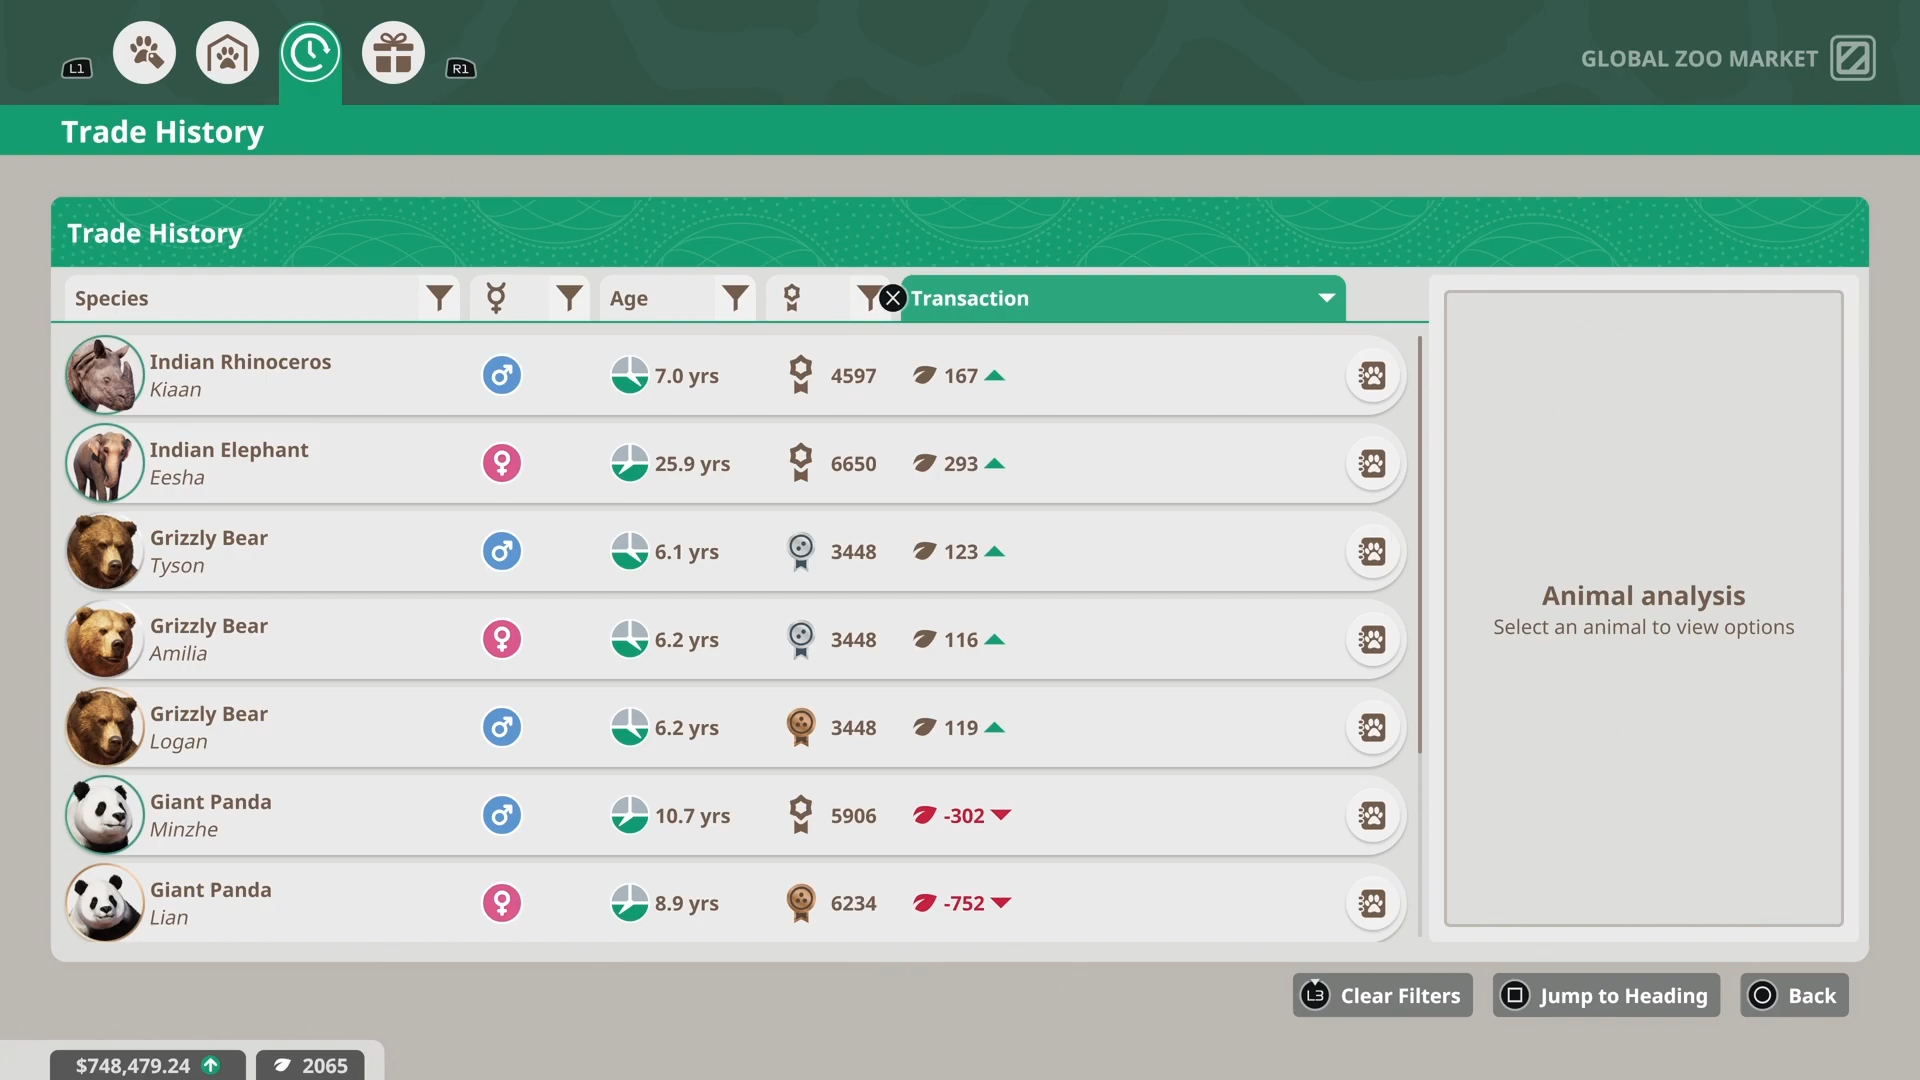 L1
R1
GLOBAL ZOO MARKET
Trade History
Trade History
Species Age Transaction
Indian Rhinoceros
Kiaan
7.0 yrs 4597 167
Indian Elephant
Eesha
25.9 yrs 6650 293
Grizzly Bear
Tyson
6.1 yrs 3448 123
Grizzly Bear
Amilia
6.2 yrs 3448 116
Grizzly Bear
Logan
6.2 yrs 3448 119
Giant Panda
Minzhe
10.7 yrs 5906 -302
Giant Panda
Lian
8.9 yrs 6234 -752
Animal analysis
Select an animal to view options
L3 Clear Filters Jump to Heading Back
$748,479.24 2065